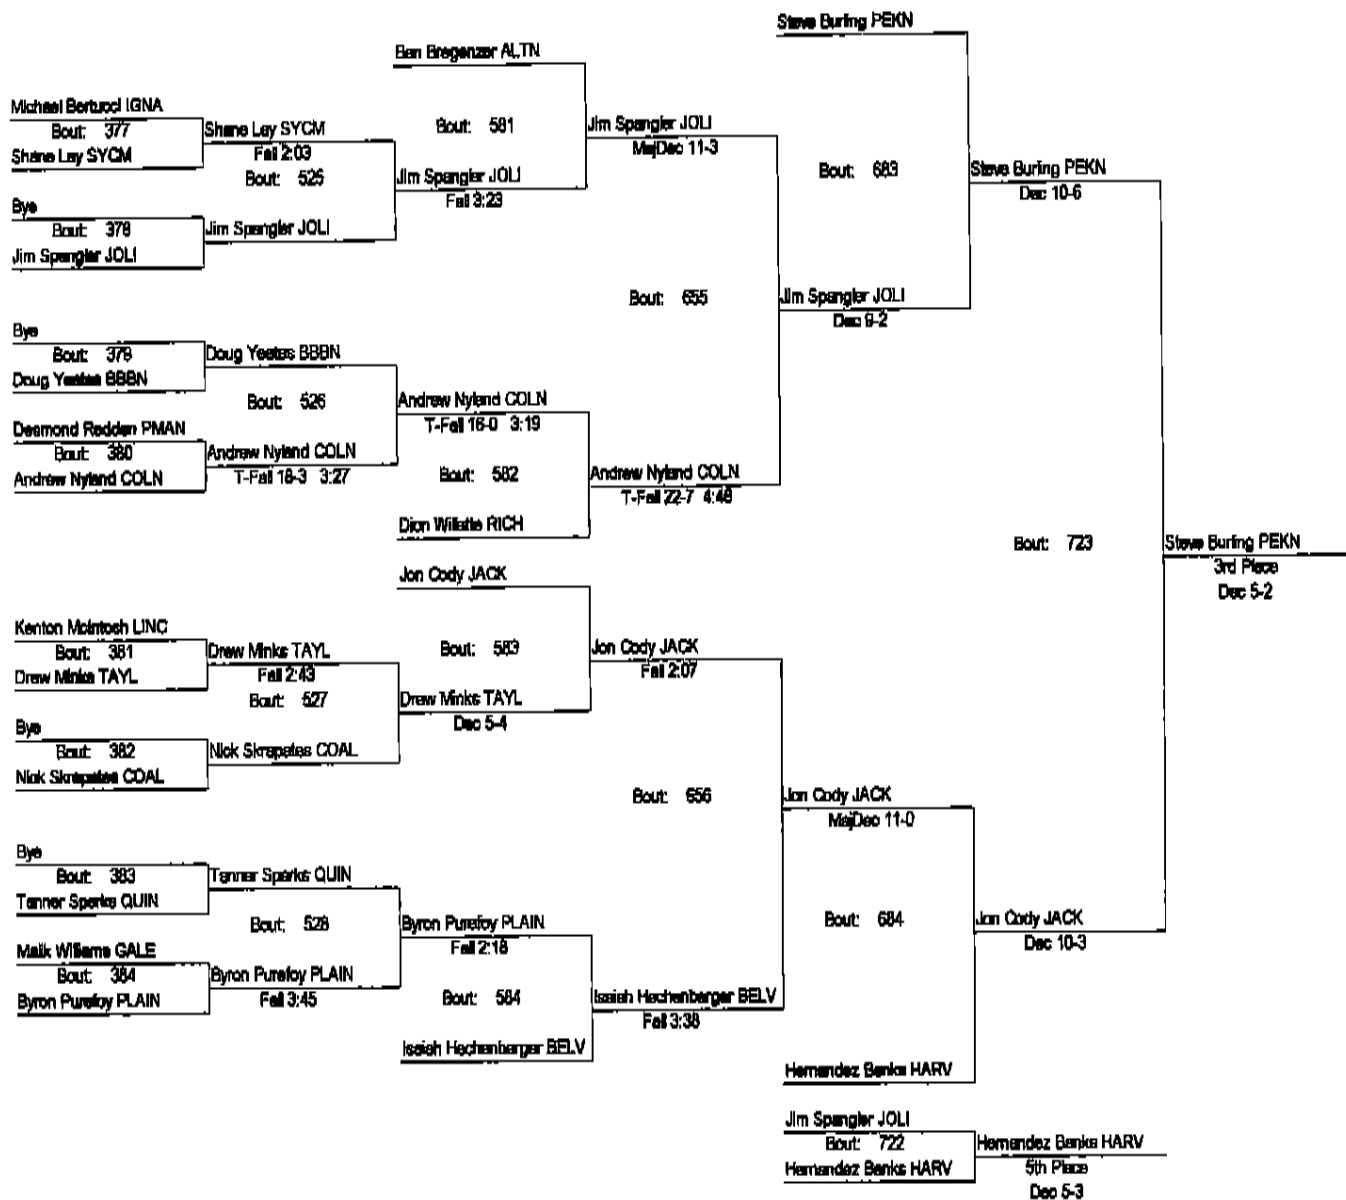 Steve Burling PEKN
Ben Bregenzer ALTN
Michael Bertucci IGNA
Bout: 377
Shane Lay SYCM
Shane Lay SYCM
Fall 2:03
Bout: 525
Bout: 581
Jim Spangler JOLI
MajDec 11-3
Jim Spangler JOLI
Fall 3:23
Bout: 683
Steve Burling PEKN
Dec 10-6
Bye
Bout: 378
Jim Spangler JOLI
Jim Spangler JOLI
Bout: 655
Jim Spangler JOLI
Dec 9-2
Bye
Bout: 379
Doug Yeates BBBN
Doug Yeates BBBN
Bout: 526
Andrew Nyland COLN
T-Fall 16-0 3:19
Desmond Redden PMAN
Bout: 380
Andrew Nyland COLN
Andrew Nyland COLN
T-Fall 18-3 3:27
Bout: 582
Andrew Nyland COLN
T-Fall 22-7 4:46
Dion Willatte RICH
Bout: 723
Steve Burling PEKN
3rd Place
Dec 5-2
Jon Cody JACK
Kenton McIntosh LINC
Bout: 381
Drew Minks TAYL
Drew Minks TAYL
Fall 2:43
Bout: 527
Bout: 583
Jon Cody JACK
Fall 2:07
Drew Minks TAYL
Dec 5-4
Bye
Bout: 382
Nick Skrapates COAL
Nick Skrapates COAL
Bout: 656
Jon Cody JACK
MajDec 11-0
Bye
Bout: 383
Tanner Sparks QUIN
Tanner Sparks QUIN
Bout: 528
Byron Purefoy PLAIN
Fall 2:18
Bout: 684
Jon Cody JACK
Dec 10-3
Malik Williams GALE
Bout: 384
Byron Purefoy PLAIN
Byron Purefoy PLAIN
Fall 3:45
Bout: 584
Isaiah Hachenberger BELV
Fall 3:38
Isaiah Hachenberger BELV
Hernandez Banks HARV
Jim Spangler JOLI
Bout: 722
Hernandez Banks HARV
Hernandez Banks HARV
5th Place
Dec 5-3